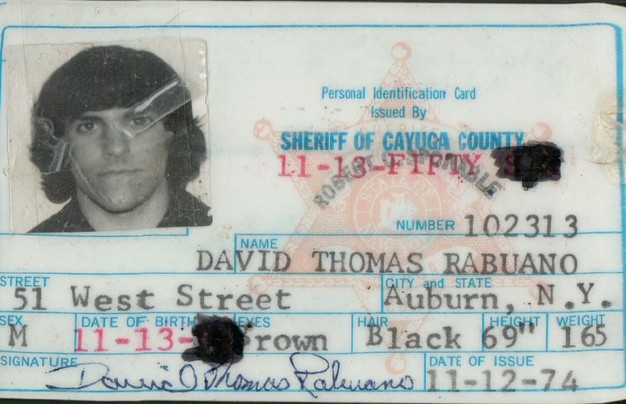 Personal Identification Card
Issued By
SHERIFF OF CAYUGA COUNTY
11-13-FIFTY
ROBERT
NUMBER 102313
NAME
DAVID THOMAS RABUANO
STREET CITY and STATE
51 West Street Auburn, N.Y.
SEX DATE OF BIRTH EYES HAIR HEIGHT WEIGHT
M 11-13- Brown Black 69" 165
SIGNATURE DATE OF ISSUE
David Thomas Rabuano 11-12-74